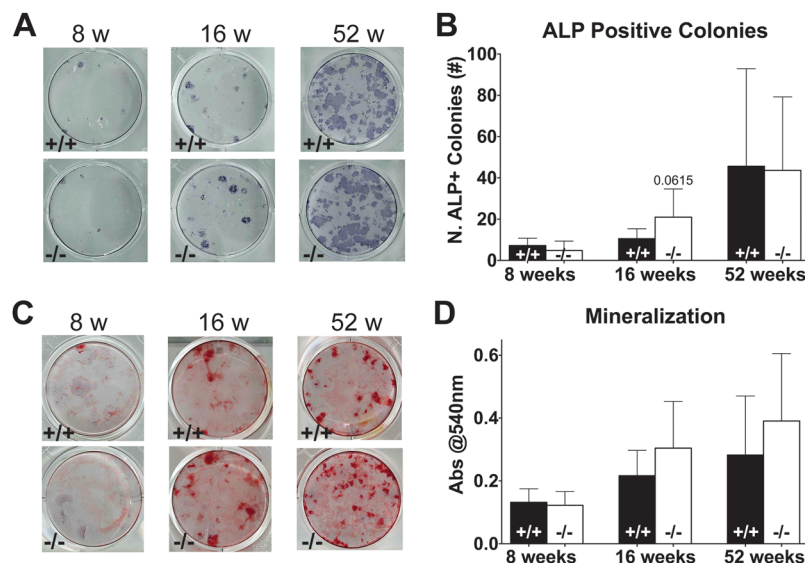 A
8 w 16 w 52 w
+/+ +/+ +/+
-/- -/- -/-
B
ALP Positive Colonies
N. ALP+ Colonies (#)
100
80
60
40
20
0
0.0615
+/+ -/- +/+ -/- +/+ -/-
8 weeks 16 weeks 52 weeks
C
8 w 16 w 52 w
+/+ +/+ +/+
-/- -/- -/-
D
Mineralization
Abs @540nm
0.6
0.4
0.2
0.0
+/+ -/- +/+ -/- +/+ -/-
8 weeks 16 weeks 52 weeks